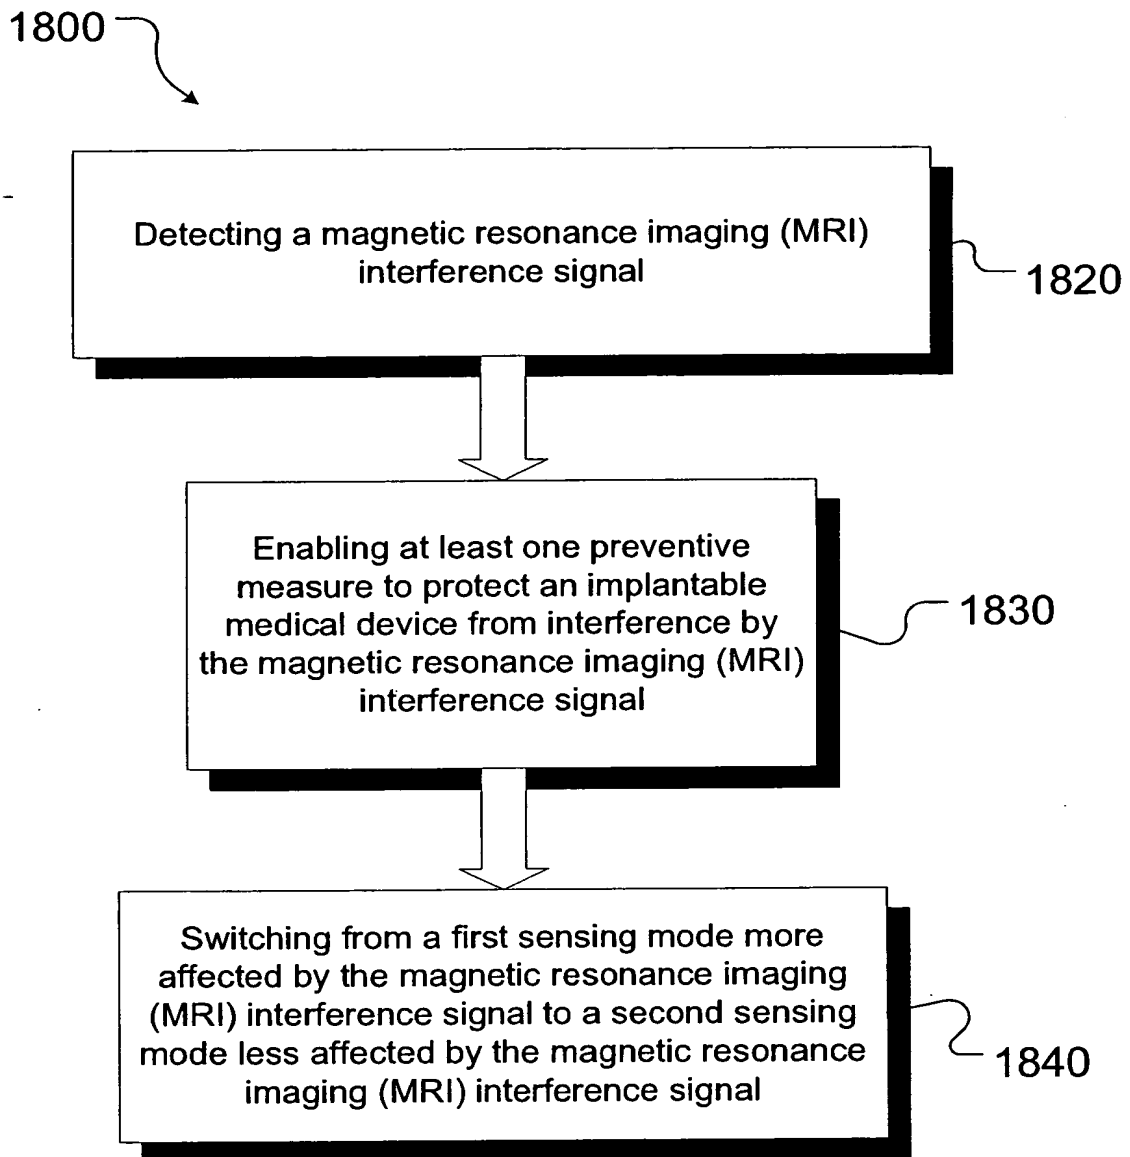 1800
Detecting a magnetic resonance imaging (MRI)
interference signal
1820
Enabling at least one preventive
measure to protect an implantable
medical device from interference by
the magnetic resonance imaging (MRI)
interference signal
1830
Switching from a first sensing mode more
affected by the magnetic resonance imaging
(MRI) interference signal to a second sensing
mode less affected by the magnetic resonance
imaging (MRI) interference signal
1840